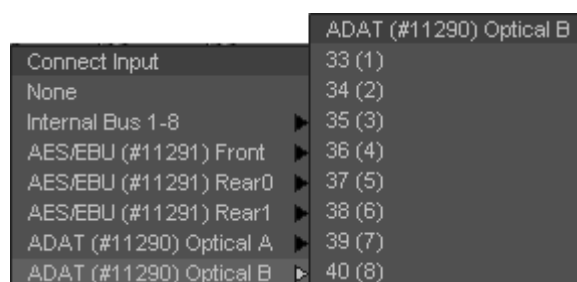 Connect Input
None
Internal Bus 1-8
AES/EBU (#11291) Front
AES/EBU (#11291) Rear0
AES/EBU (#11291) Rear1
ADAT (#11290) Optical A
ADAT (#11290) Optical B
ADAT (#11290) Optical B
33 (1)
34 (2)
35 (3)
36 (4)
37 (5)
38 (6)
39 (7)
40 (8)